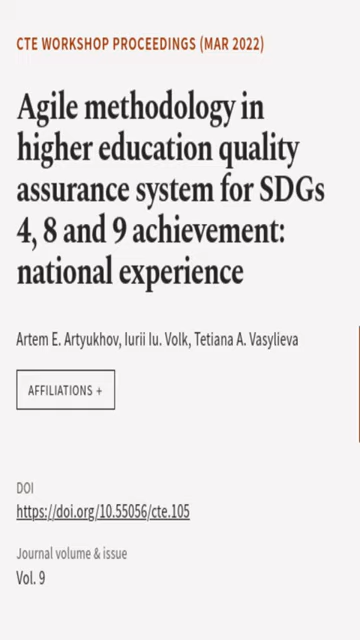 CTE WORKSHOP PROCEEDINGS (MAR 2022)
Agile methodology in
higher education quality
assurance system for SDGs
4, 8 and 9 achievement:
national experience
Artem E. Artyukhov, Iurii Iu. Volk, Tetiana A. Vasylieva
AFFILIATIONS +
DOI
https://doi.org/10.55056/cte.105
Journal volume & issue
Vol. 9